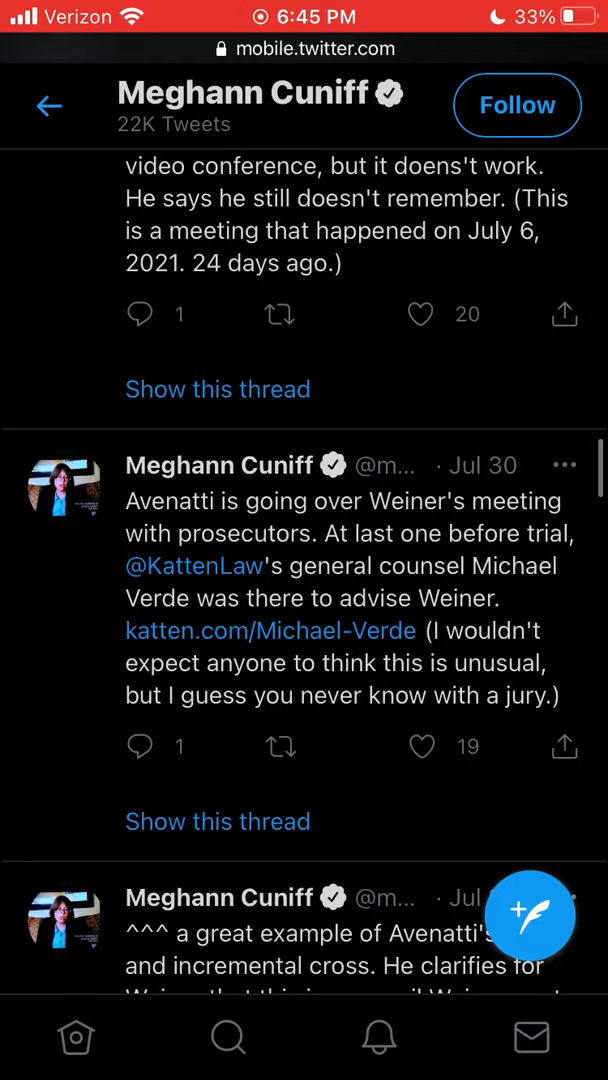 Verizon 6:45 PM 33%
mobile.twitter.com
Meghann Cuniff
22K Tweets
Follow
video conference, but it doens't work.
He says he still doesn't remember. (This
is a meeting that happened on July 6,
2021. 24 days ago.)
1 20
Show this thread
Meghann Cuniff @m... · Jul 30
Avenatti is going over Weiner's meeting
with prosecutors. At last one before trial,
@KattenLaw's general counsel Michael
Verde was there to advise Weiner.
katten.com/Michael-Verde (I wouldn't
expect anyone to think this is unusual,
but I guess you never know with a jury.)
1 19
Show this thread
Meghann Cuniff @m... · Jul
^^^ a great example of Avenatti's
and incremental cross. He clarifies for